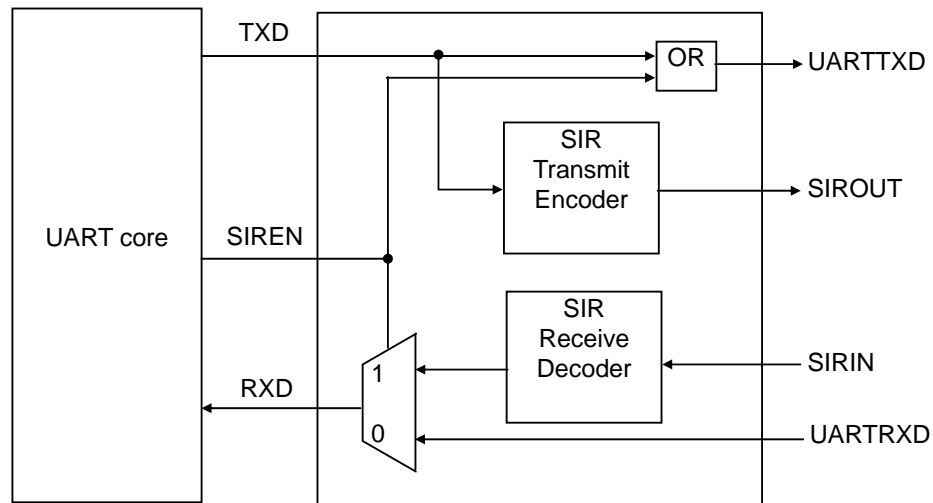 TXD
OR
UARTTXD
SIR
Transmit
Encoder
SIROUT
UART core
SIREN
SIR
Receive
Decoder
SIRIN
1
RXD
0
UARTRXD